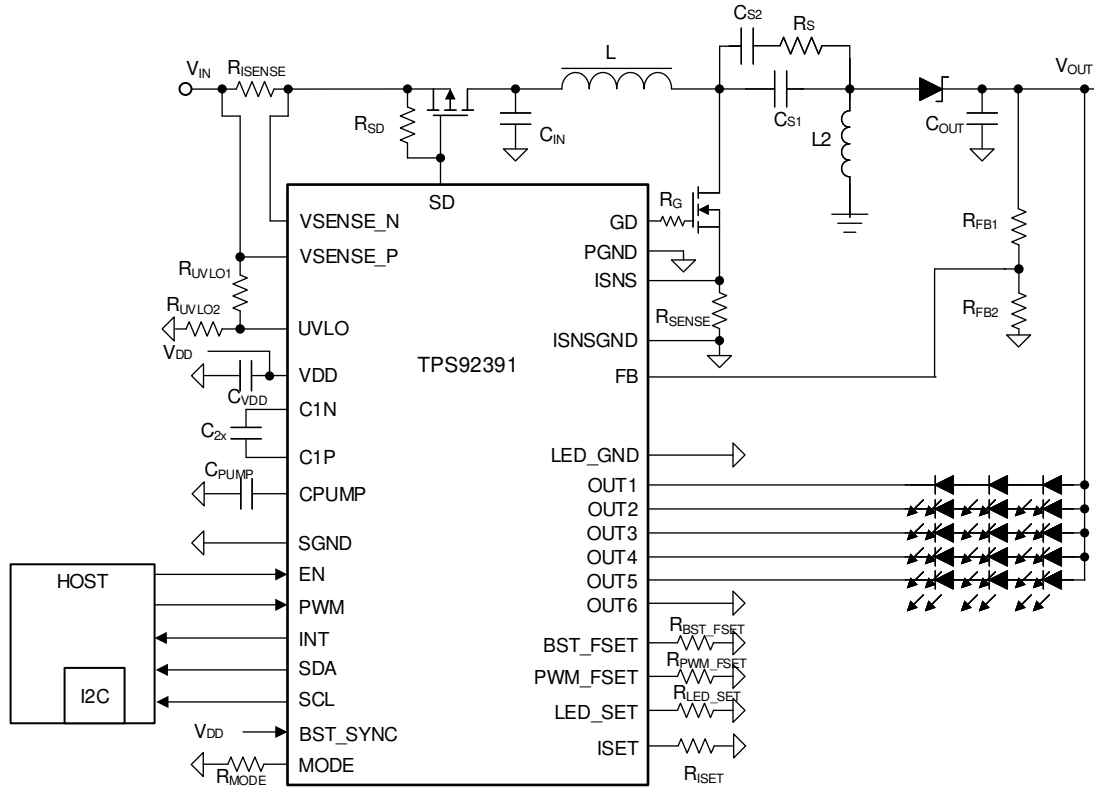 CS2
RS
L
VIN
RISENSE
VOUT
RSD
CIN
CS1
L2
COUT
SD
RG
GD
VSENSE_N
PGND
RFB1
VSENSE_P
ISNS
RUVLO1
RUVLO2
RSENSE
RFB2
UVLO
ISNSGND
VDD
TPS92391
VDD
FB
CVDD
C1N
C2x
C1P
LED_GND
CPUMP
CPUMP
OUT1
OUT2
SGND
OUT3
OUT4
HOST
EN
OUT5
PWM
OUT6
INT
RBST_FSET
BST_FSET
SDA
RPWM_FSET
PWM_FSET
I2C
SCL
RLED_SET
LED_SET
VDD
BST_SYNC
ISET
MODE
RMODE
RISET